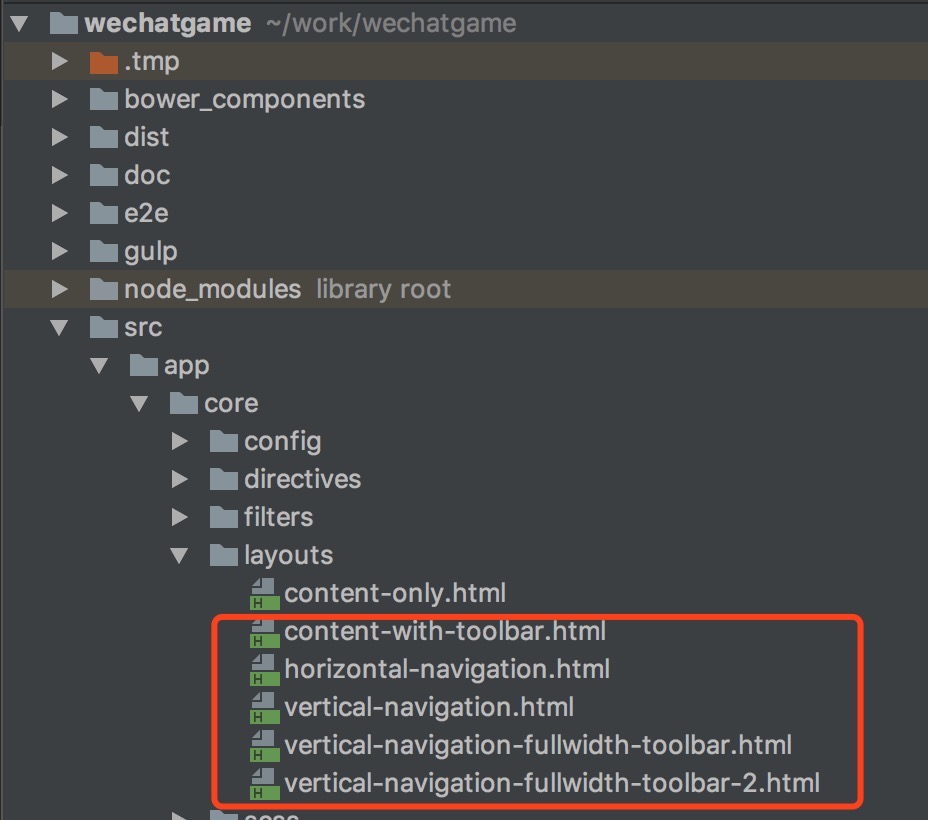 wechatgame ~/work/wechatgame
.tmp
bower_components
dist
doc
e2e
gulp
node_modules library root
src
app
core
config
directives
filters
layouts
content-only.html
content-with-toolbar.html
horizontal-navigation.html
vertical-navigation.html
vertical-navigation-fullwidth-toolbar.html
vertical-navigation-fullwidth-toolbar-2.html